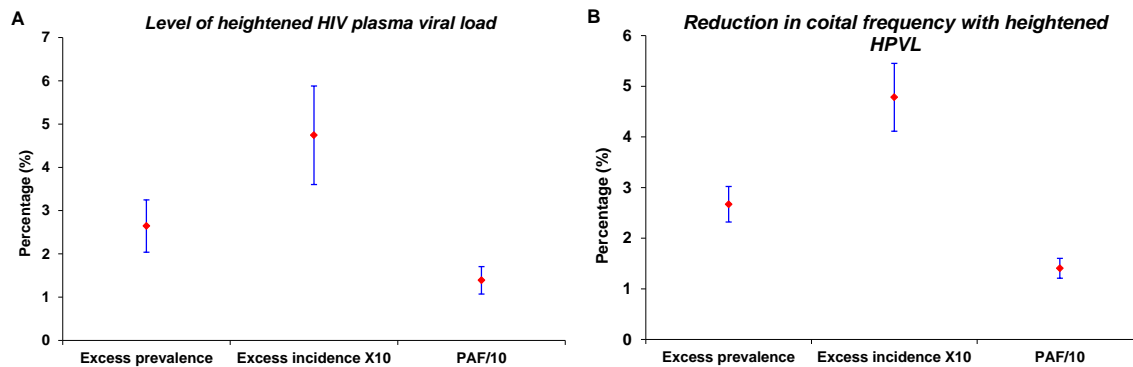 A
Level of heightened HIV plasma viral load
7
6
5
4
3
2
1
0
Percentage (%)
Excess prevalence
Excess incidence X10
PAF/10
B
Reduction in coital frequency with heightened
HPVL
6
5
4
3
2
1
0
Percentage (%)
Excess prevalence
Excess incidence X10
PAF/10